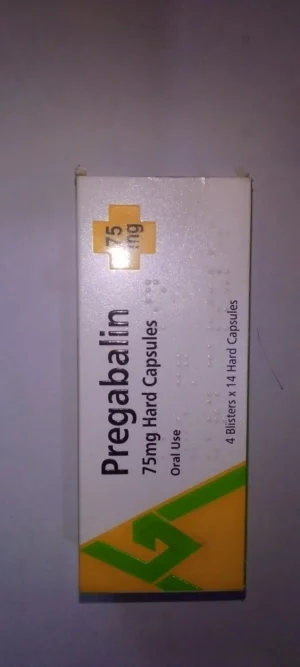 75
mg
Pregabalin
75mg Hard Capsules
Oral Use
4 Blisters x 14 Hard Capsules